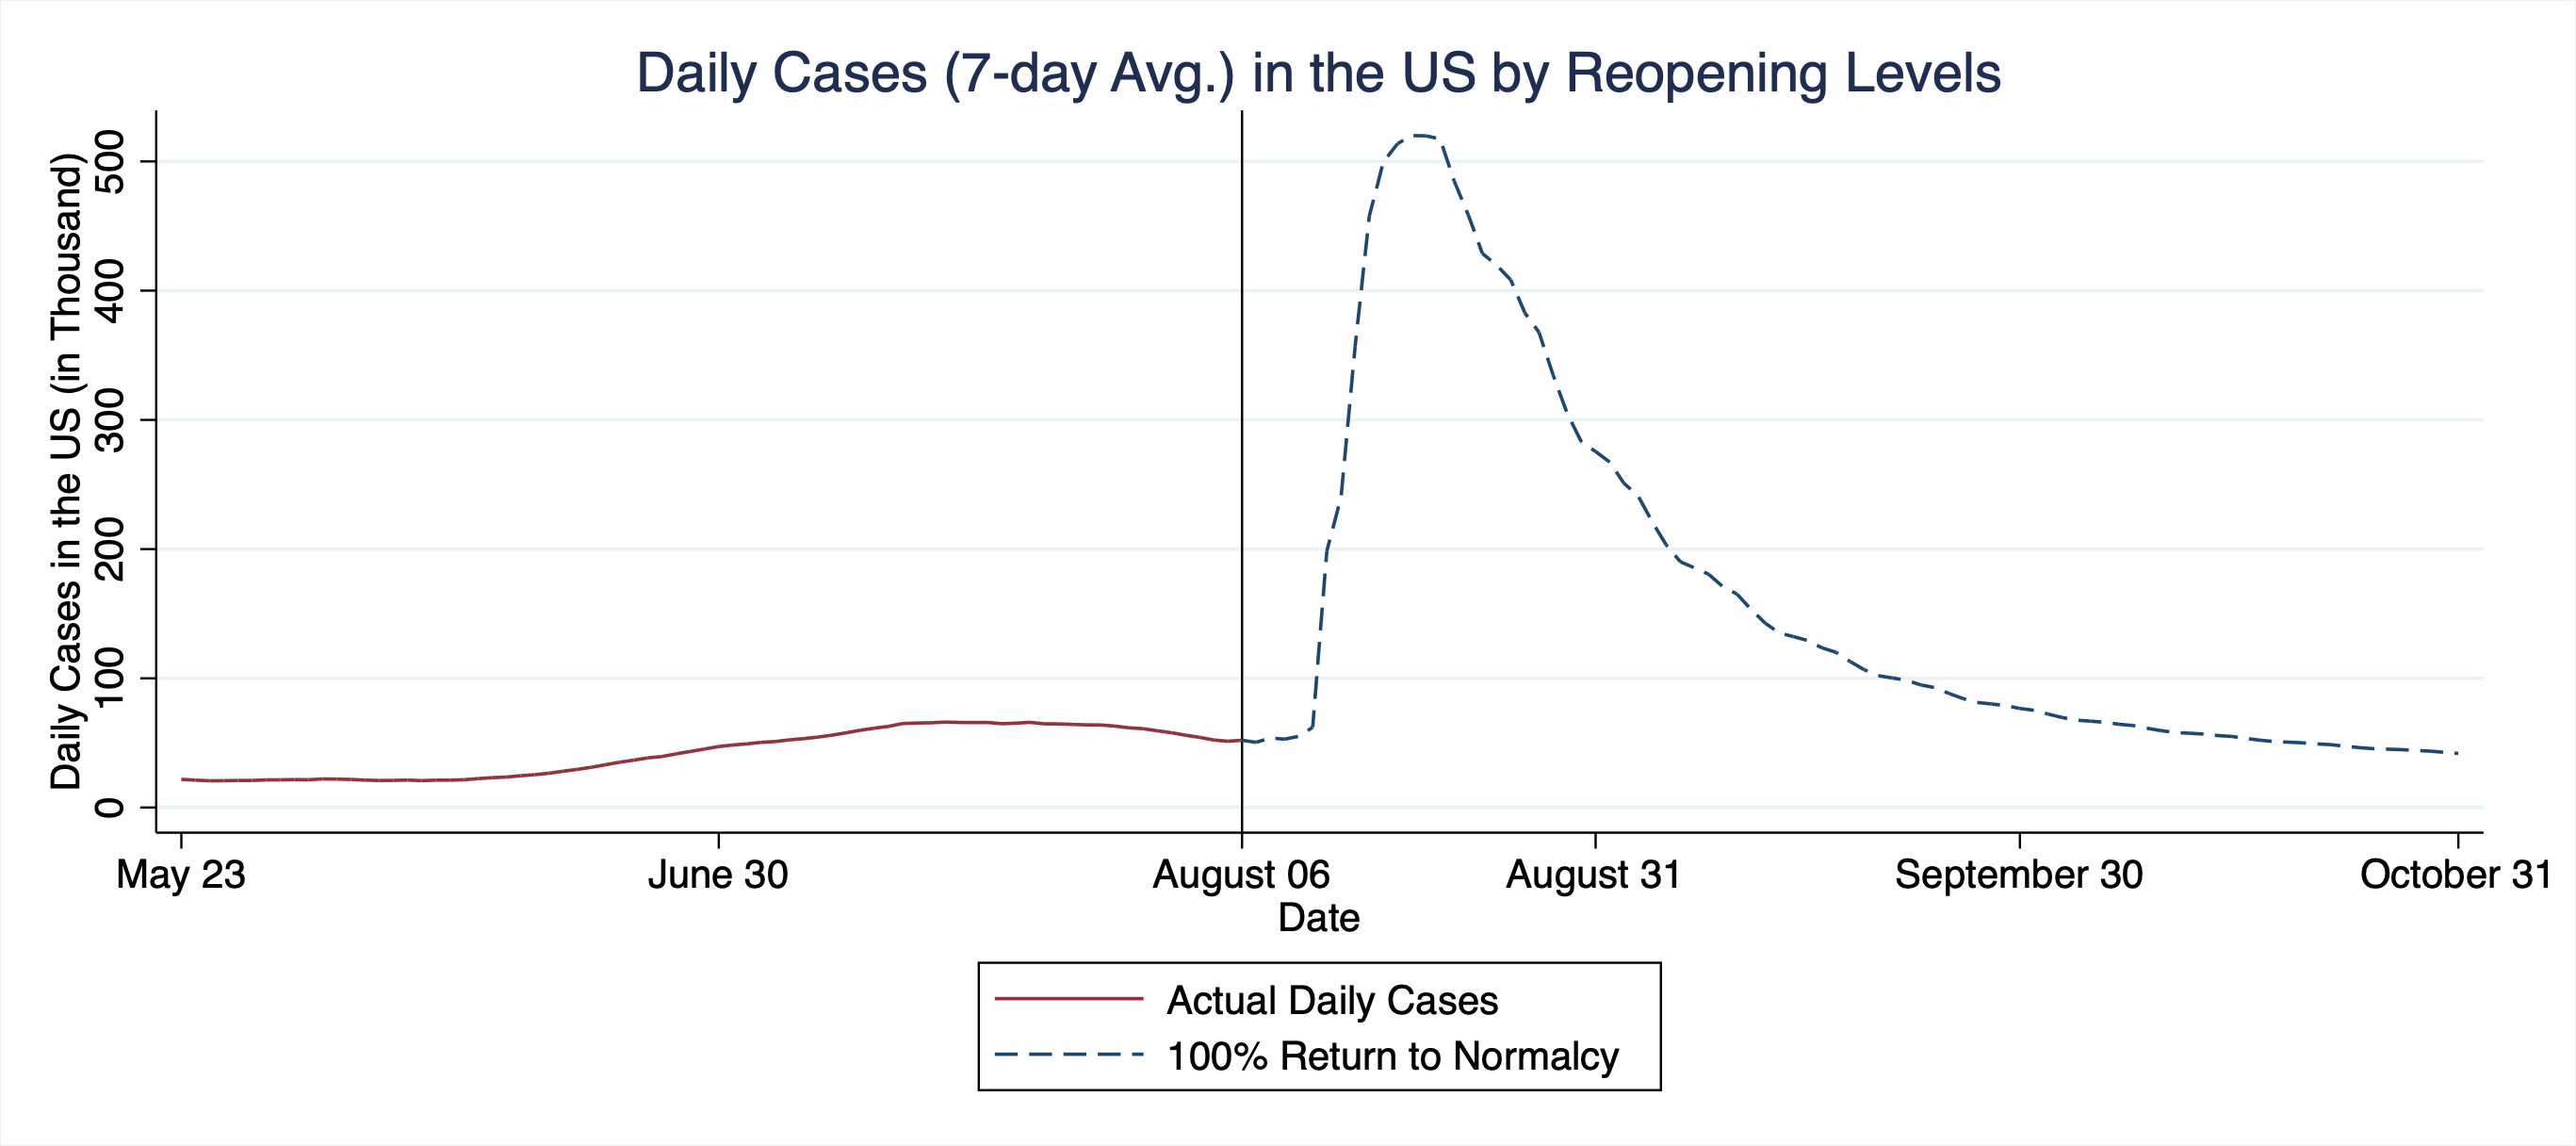 Daily Cases (7-day Avg.) in the US by Reopening Levels
Daily Cases in the US (in Thousand)
500
400
300
200
100
0
May 23
June 30
August 06
August 31
September 30
October 31
Date
Actual Daily Cases
100% Return to Normalcy